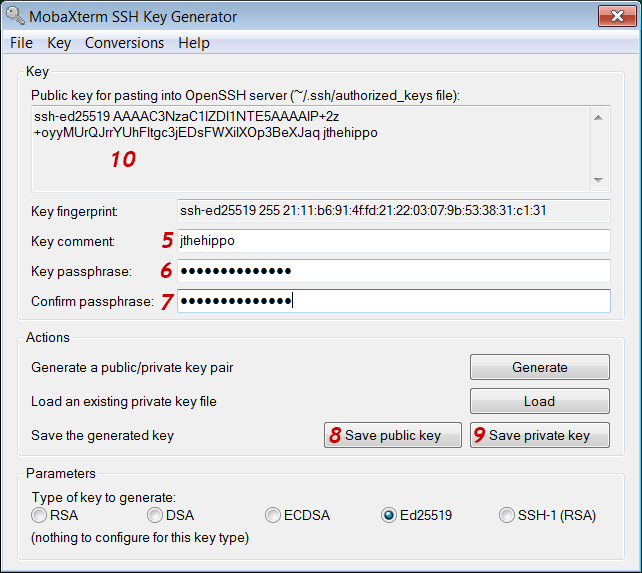 MobaXterm SSH Key Generator
File Key Conversions Help
Key
Public key for pasting into OpenSSH server (~/.ssh/authorized_keys file):
ssh-ed25519 AAAAC3NzaC1lZDI1NTE5AAAAIP+2z
+oyyMUrQJrrYUhFltgc3jEDsFWXilXOp3BeXJaq jthehippo
10
Key fingerprint: ssh-ed25519 255 21:11:b6:91:4f:fd:21:22:03:07:9b:53:38:31:c1:31
Key comment: 5 jthehippo
Key passphrase: 6 ●●●●●●●●●●●●●●
Confirm passphrase: 7 ●●●●●●●●●●●●●●
Actions
Generate a public/private key pair Generate
Load an existing private key file Load
Save the generated key 8 Save public key 9 Save private key
Parameters
Type of key to generate:
RSA DSA ECDSA Ed25519 SSH-1 (RSA)
(nothing to configure for this key type)